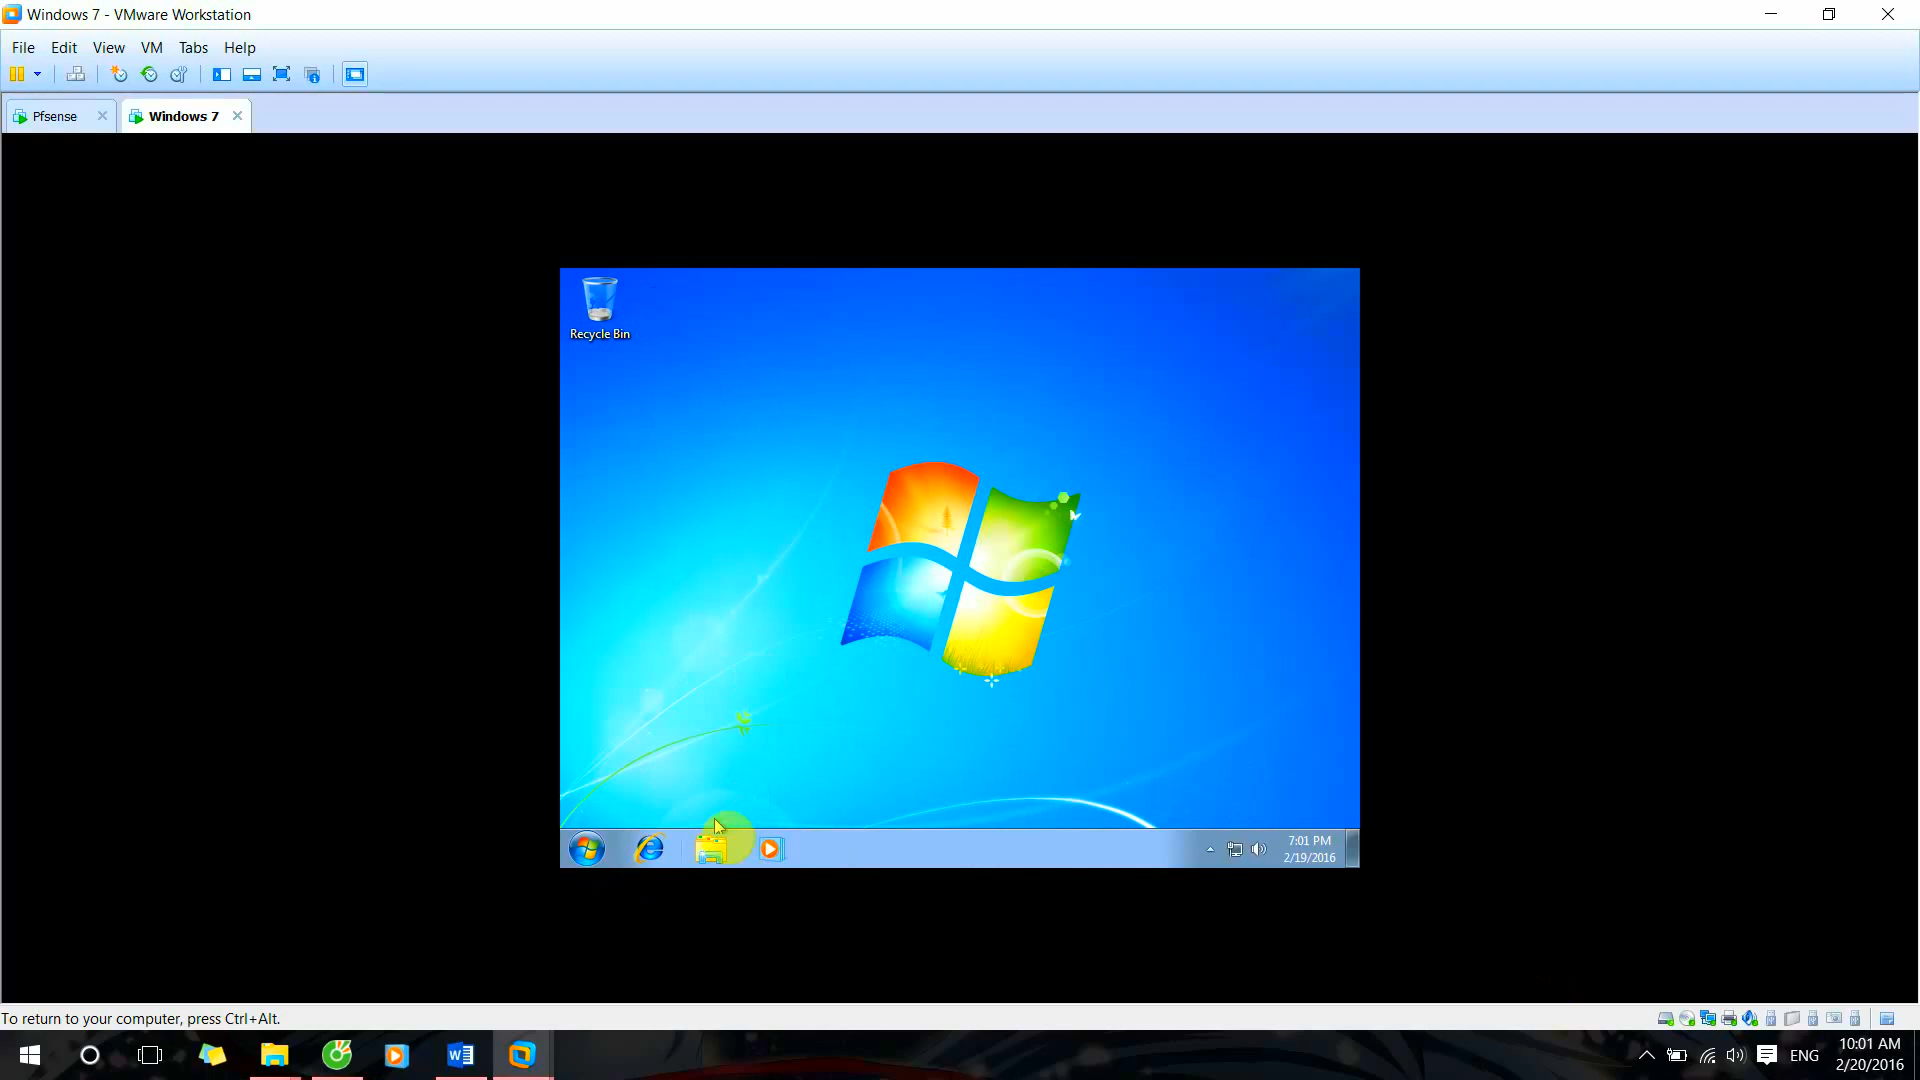 Windows 7 - VMware Workstation
File Edit View VM Tabs Help
Pfsense
Windows 7
Recycle Bin
7:01 PM
2/19/2016
To return to your computer, press Ctrl+Alt.
ENG
10:01 AM
2/20/2016